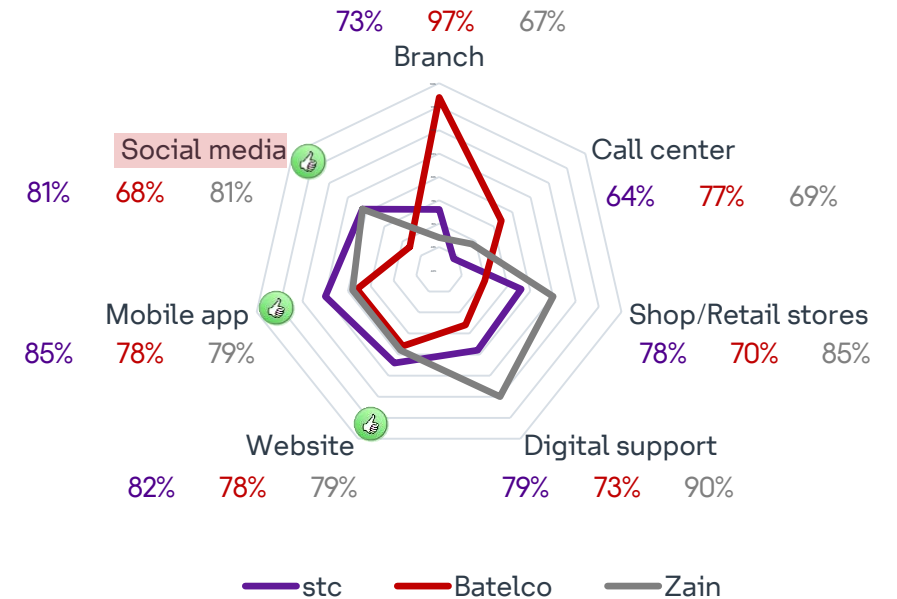 73% 97% 67%
Branch
Social media
81% 68% 81%
Call center
64% 77% 69%
Mobile app
85% 78% 79%
Shop/Retail stores
78% 70% 85%
Website
82% 78% 79%
Digital support
79% 73% 90%
stc Batelco Zain